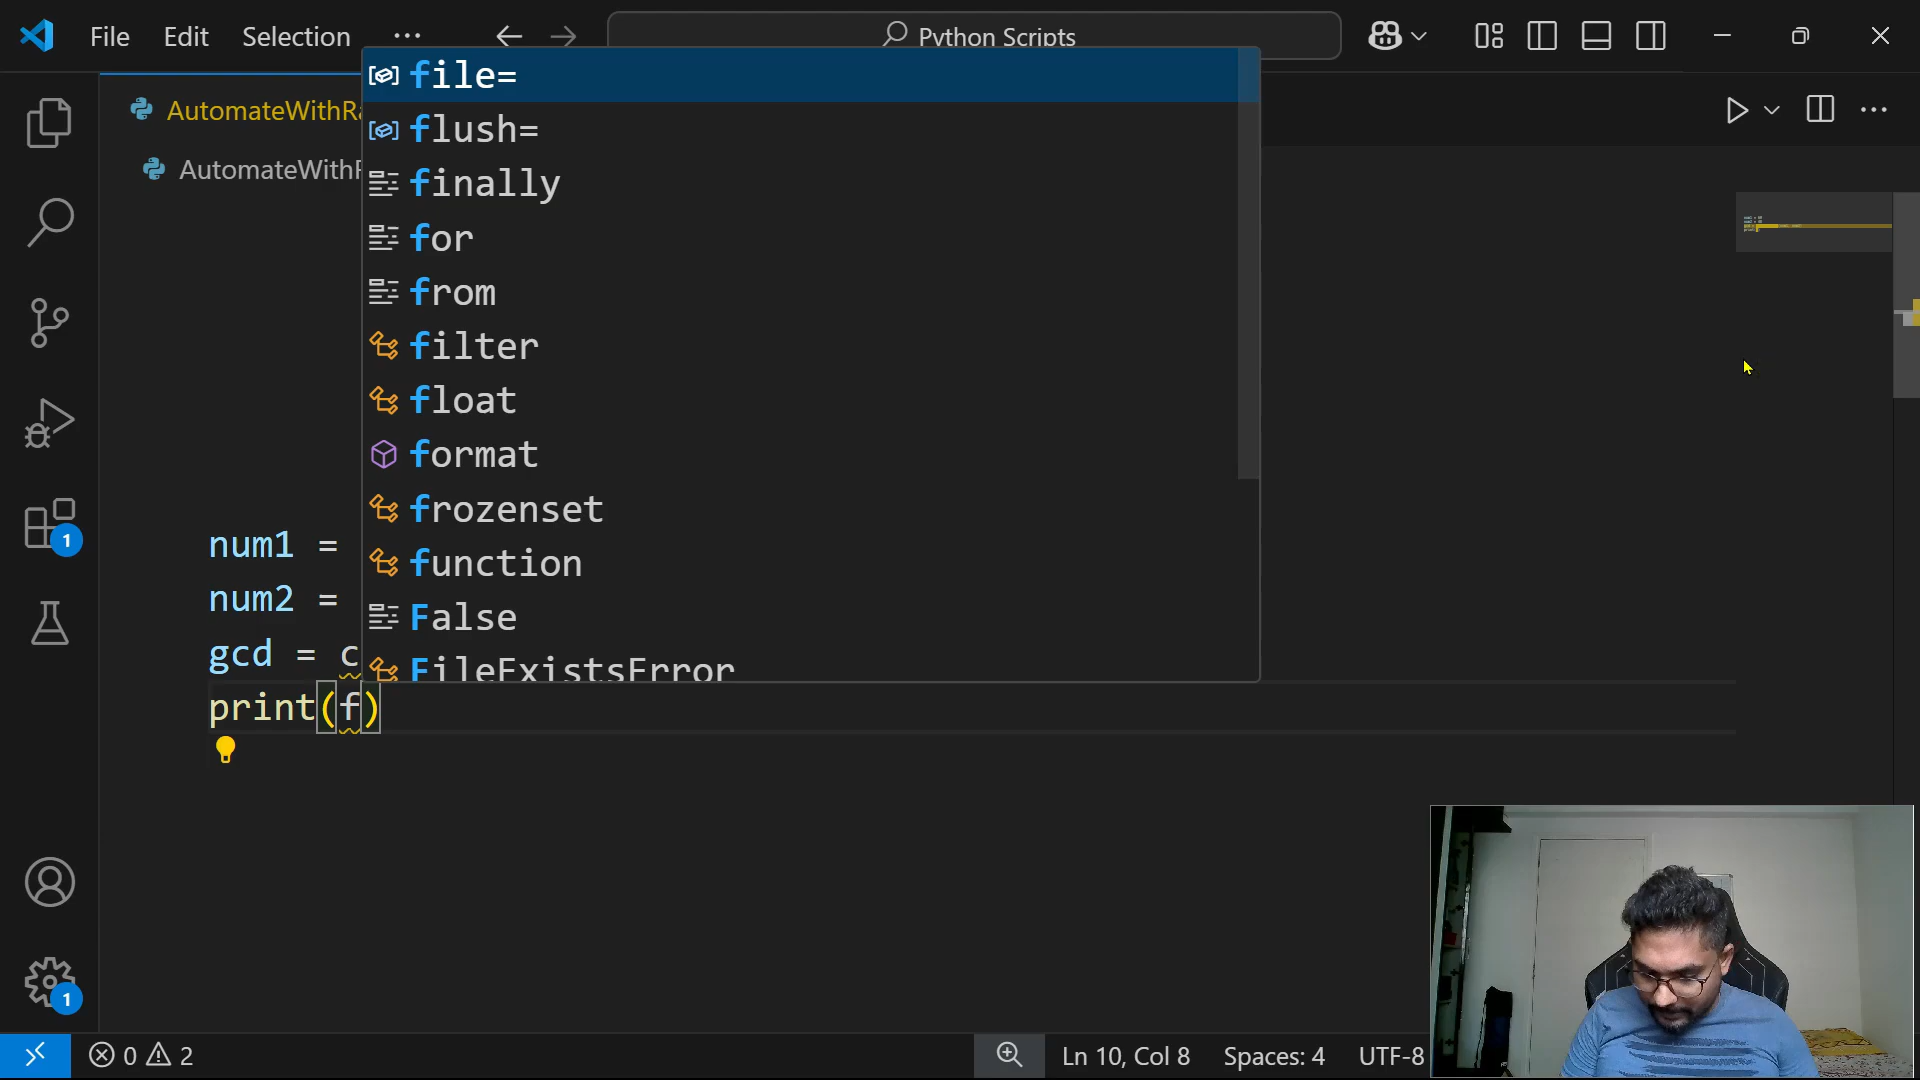 File Edit Selection ··· Python Scripts
AutomateWithRa
AutomateWithR
file=
flush=
finally
for
from
filter
float
format
frozenset
function
False
FileExistsError
num1 =
num2 =
gcd = c
print(f)
1
1
0 2 Ln 10, Col 8 Spaces: 4 UTF-8